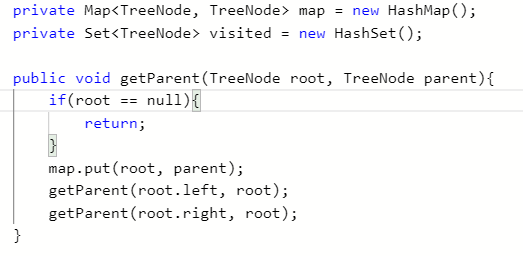 private Map<TreeNode, TreeNode> map = new HashMap();
private Set<TreeNode> visited = new HashSet();
public void getParent(TreeNode root, TreeNode parent){
if(root == null){
return;
}
map.put(root, parent);
getParent(root.left, root);
getParent(root.right, root);
}